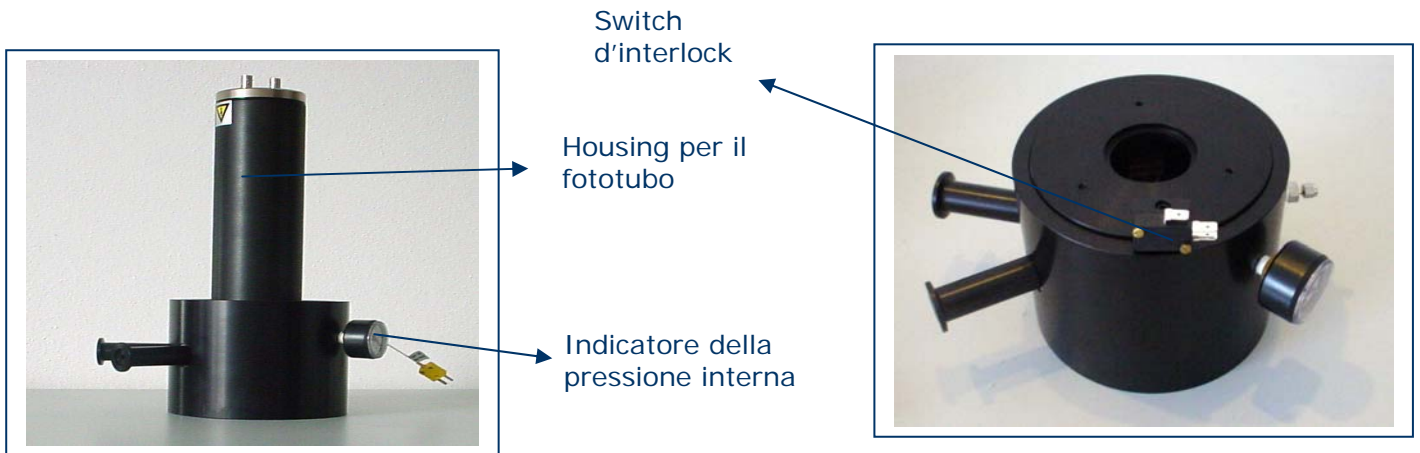 Switch
d'interlock
Housing per il
fototubo
Indicatore della
pressione interna